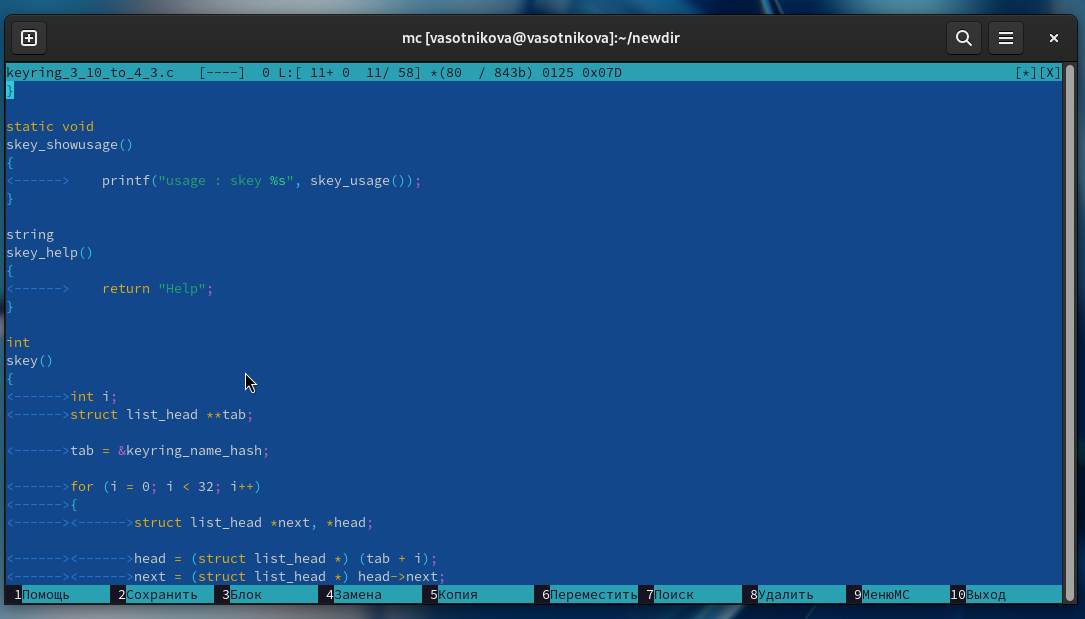 mc [vasotnikova@vasotnikova]:~/newdir
keyring_3_10_to_4_3.c   [----]  0 L:[ 11+ 0  11/ 58] *(80  / 843b) 0125 0x07D [*][X]
}
static void
skey_showusage()
{
<------>    printf("usage : skey %s", skey_usage());
}
string
skey_help()
{
<------>    return "Help";
}
int
skey()
{
<------>int i;
<------>struct list_head **tab;
<------>tab = &keyring_name_hash;
<------>for (i = 0; i < 32; i++)
<------>{
<------><------>struct list_head *next, *head;
<------><------>head = (struct list_head *) (tab + i);
<------><------>next = (struct list_head *) head->next;
1Помощь 2Сохранить 3Блок 4Замена 5Копия 6Переместить 7Поиск 8Удалить 9МенюМС 10Выход